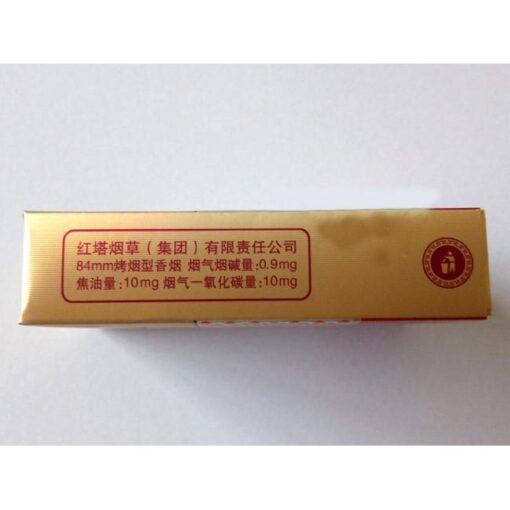 红塔烟草（集团）有限责任公司
84mm烤烟型香烟 烟气烟碱量:0.9mg
焦油量:10mg 烟气一氧化碳量:10mg